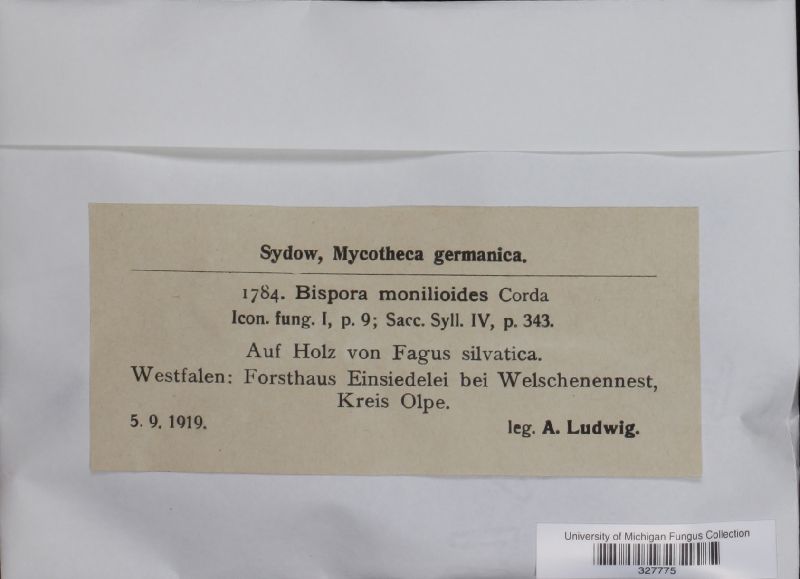 Sydow, Mycotheca germanica.
1784. Bispora monilioides Corda
Icon. fung. I, p. 9; Sacc. Syll. IV, p. 343.
Auf Holz von Fagus silvatica.
Westfalen: Forsthaus Einsiedelei bei Welschenennest,
Kreis Olpe.
5. 9. 1919. leg. A. Ludwig.
University of Michigan Fungus Collection
327775